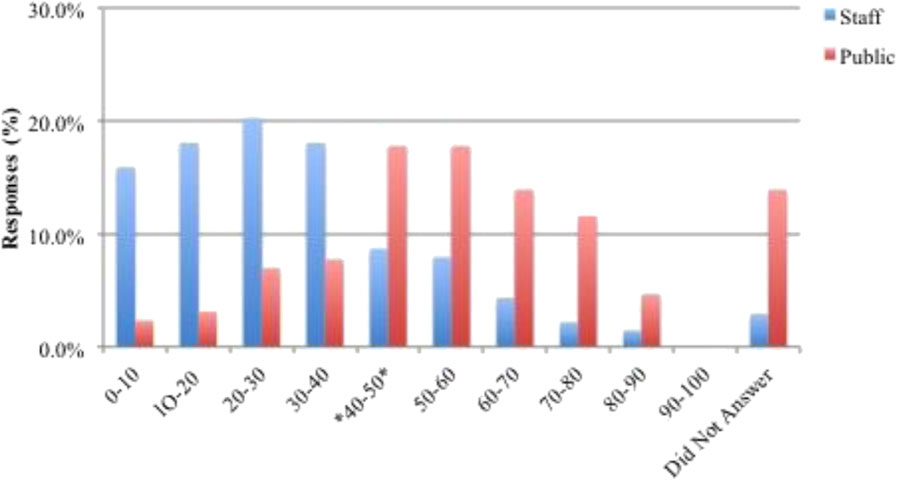 30.0%
Staff
Public
20.0%
Responses (%)
10.0%
0.0%
0-10
1O-20
20-30
30-40
*40-50*
50-60
60-70
70-80
80-90
90-100
Did Not Answer